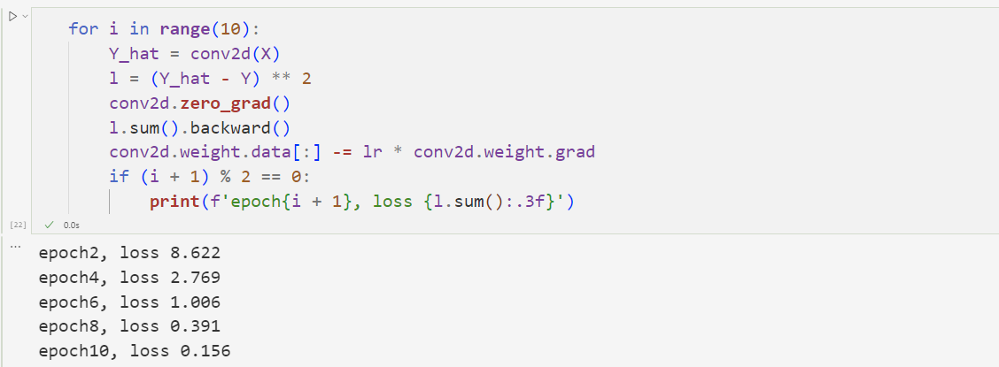 for i in range(10):
    Y_hat = conv2d(X)
    l = (Y_hat - Y) ** 2
    conv2d.zero_grad()
    l.sum().backward()
    conv2d.weight.data[:] -= lr * conv2d.weight.grad
    if (i + 1) % 2 == 0:
        print(f'epoch{i + 1}, loss {l.sum():.3f}')
[22] ✓ 0.0s
... epoch2, loss 8.622
epoch4, loss 2.769
epoch6, loss 1.006
epoch8, loss 0.391
epoch10, loss 0.156